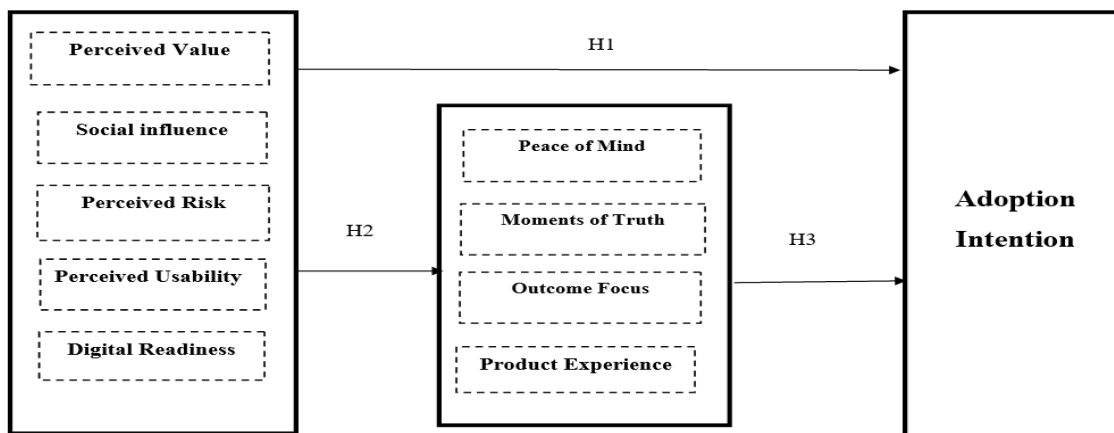 Perceived Value
Social influence
Perceived Risk
Perceived Usability
Digital Readiness
H1
H2
Peace of Mind
Moments of Truth
Outcome Focus
Product Experience
H3
Adoption
Intention